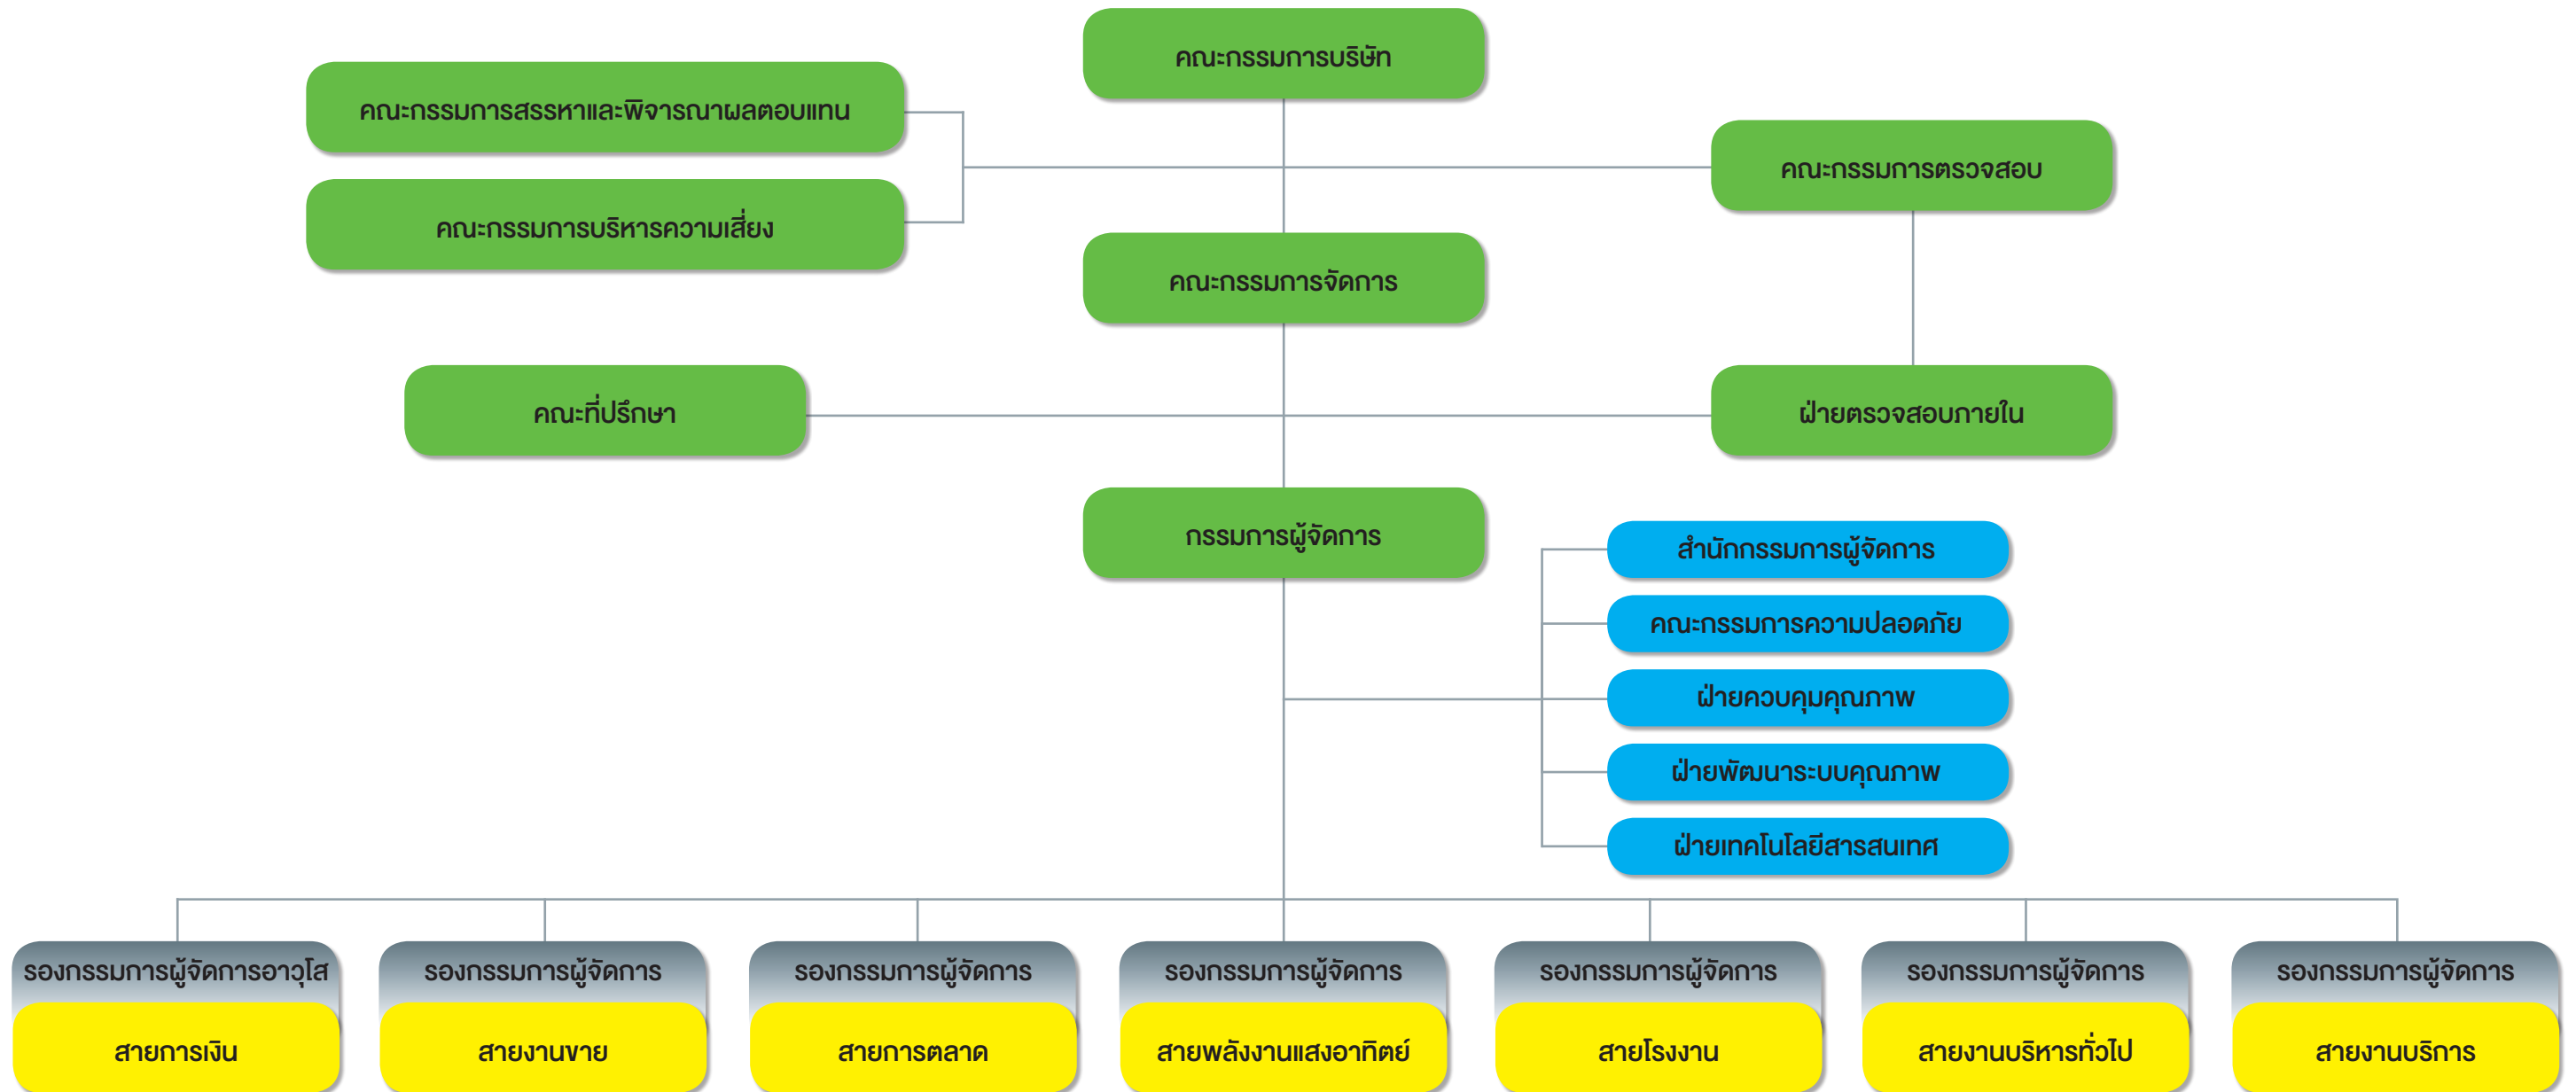 คณะกรรมการบริษัท
คณะกรรมการสรรหาและพิจารณาผลตอบแทน
คณะกรรมการตรวจสอบ
คณะกรรมการบริหารความเสี่ยง
คณะกรรมการจัดการ
คณะที่ปรึกษา
ฝ่ายตรวจสอบภายใน
กรรมการผู้จัดการ
สำนักกรรมการผู้จัดการ
คณะกรรมการความปลอดภัย
ฝ่ายควบคุมคุณภาพ
ฝ่ายพัฒนาระบบคุณภาพ
ฝ่ายเทคโนโลยีสารสนเทศ
รองกรรมการผู้จัดการอาวุโส
สายการเงิน
รองกรรมการผู้จัดการ
สายงานขาย
รองกรรมการผู้จัดการ
สายการตลาด
รองกรรมการผู้จัดการ
สายพลังงานแสงอาทิตย์
รองกรรมการผู้จัดการ
สายโรงงาน
รองกรรมการผู้จัดการ
สายงานบริหารทั่วไป
รองกรรมการผู้จัดการ
สายงานบริการ